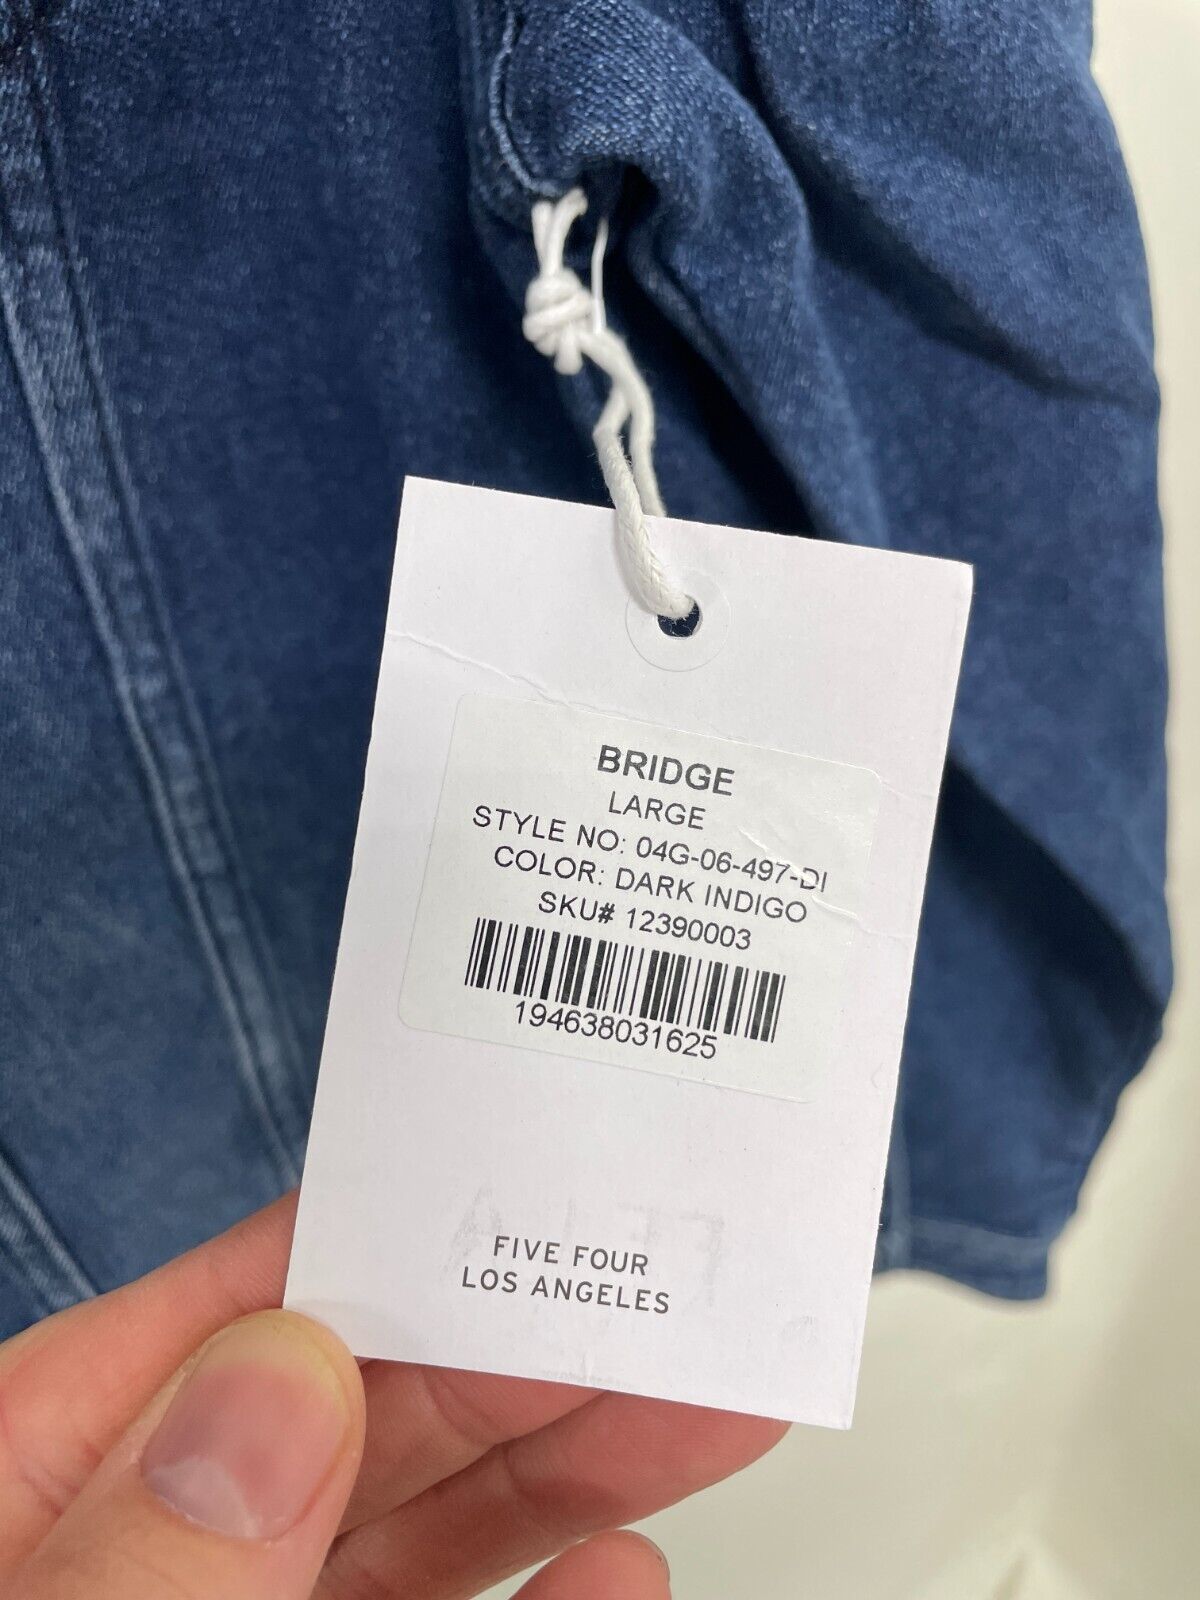 BRIDGE
LARGE
STYLE NO: 04G-06-497-DI
COLOR: DARK INDIGO
SKU# 12390003
194638031625
FIVE FOUR
LOS ANGELES